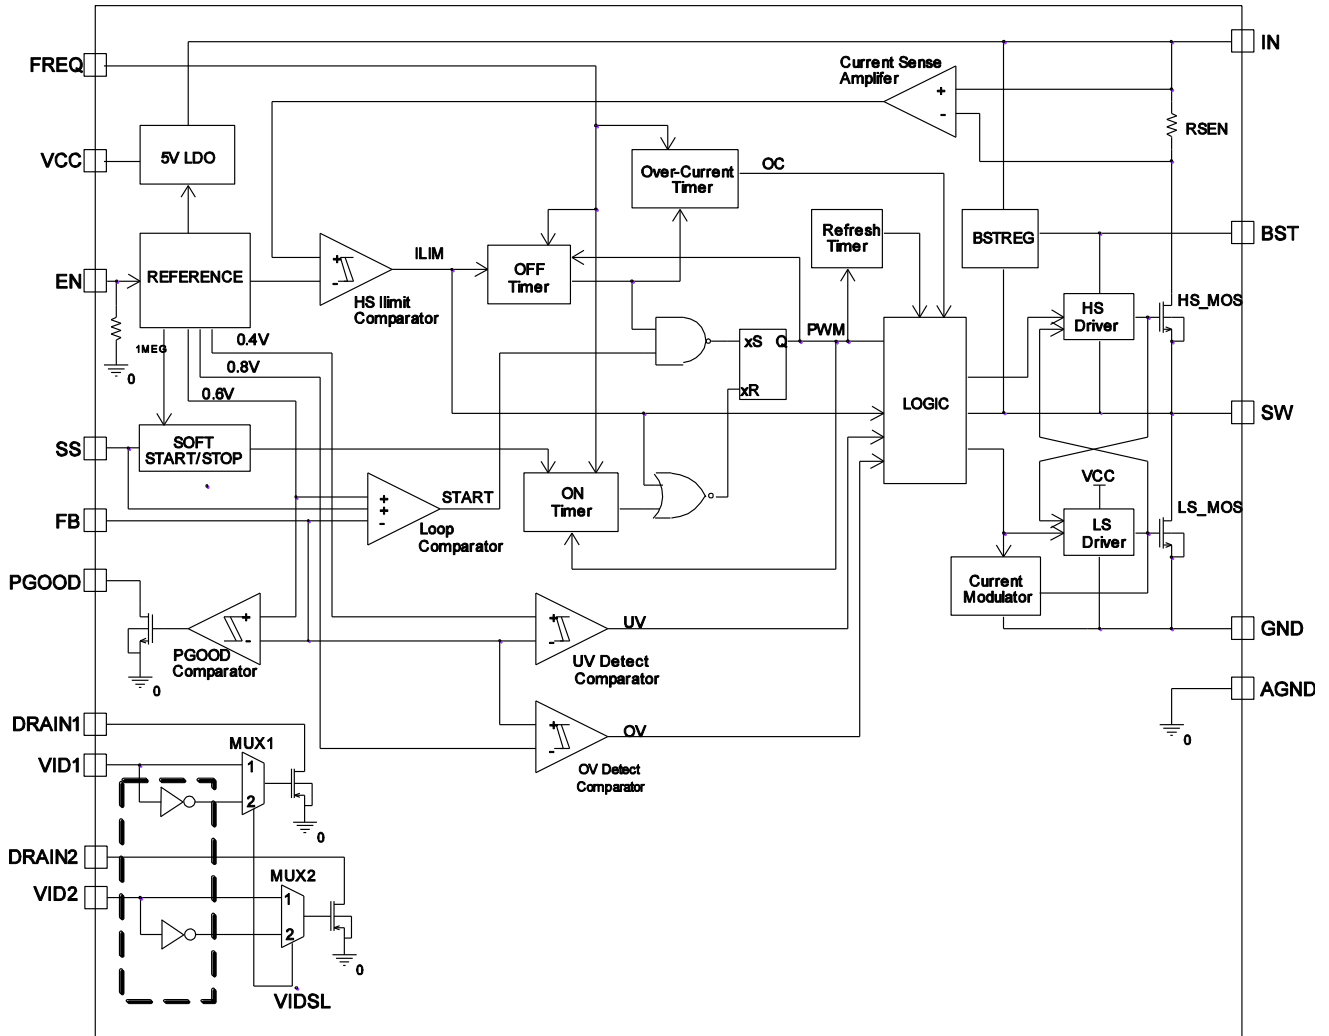 IN
FREQ
Current Sense
Amplifer
+
-
RSEN
VCC
5V LDO
Over-Current
Timer
OC
Refresh
Timer
BSTREG
BST
EN
REFERENCE
+
-
HS Ilimit
Comparator
ILIM
OFF
Timer
HS
Driver
HS_MOS
1MEG
0
0.4V
0.8V
0.6V
xS
Q
xR
PWM
LOGIC
SW
SS
SOFT
START/STOP
+
+
-
START
Loop
Comparator
ON
Timer
VCC
LS
Driver
LS_MOS
FB
PGOOD
+
-
PGOOD
Comparator
0
+
-
UV
UV Detect
Comparator
Current
Modulator
GND
AGND
0
DRAIN1
+
-
OV
OV Detect
Comparator
MUX1
VID1
1
2
0
DRAIN2
MUX2
VID2
1
2
0
VIDSL